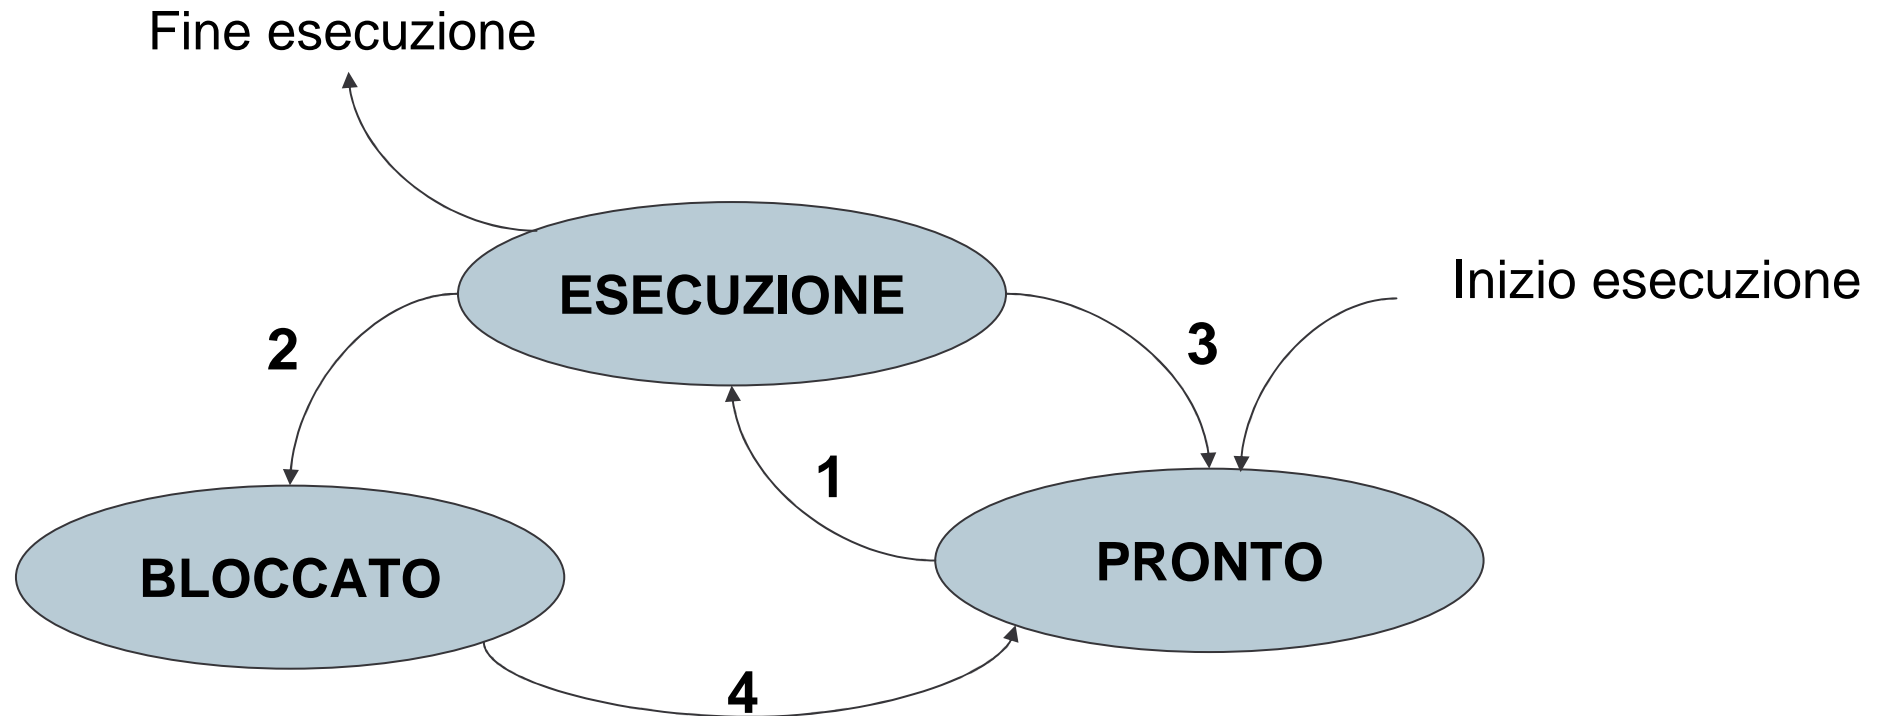 Fine esecuzione
ESECUZIONE
Inizio esecuzione
2
3
1
BLOCCATO
PRONTO
4